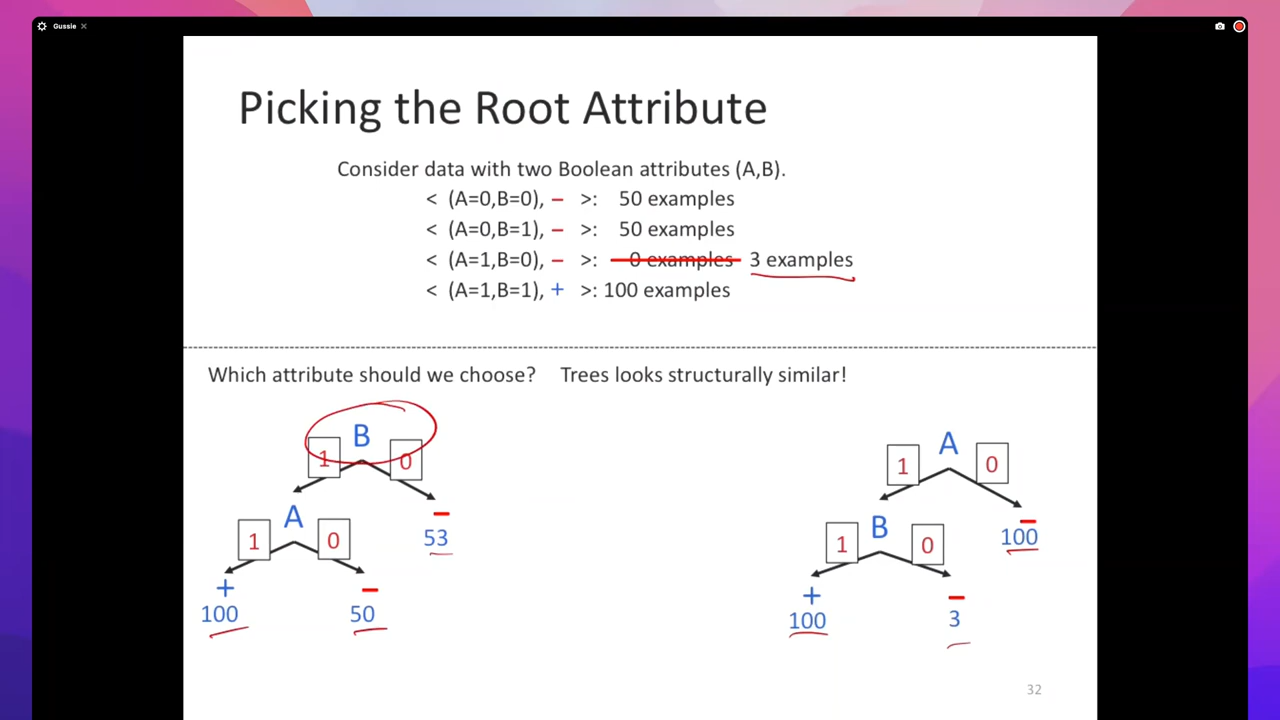 Gussie ×
Picking the Root Attribute
Consider data with two Boolean attributes (A,B).
< (A=0,B=0), − >: 50 examples
< (A=0,B=1), − >: 50 examples
< (A=1,B=0), − >: 0 examples 3 examples
< (A=1,B=1), + >: 100 examples
Which attribute should we choose? Trees looks structurally similar!
B
1 0
A
−
53
1 0
+ −
100 50
A
1 0
B
−
100
1 0
+ −
100 3
32